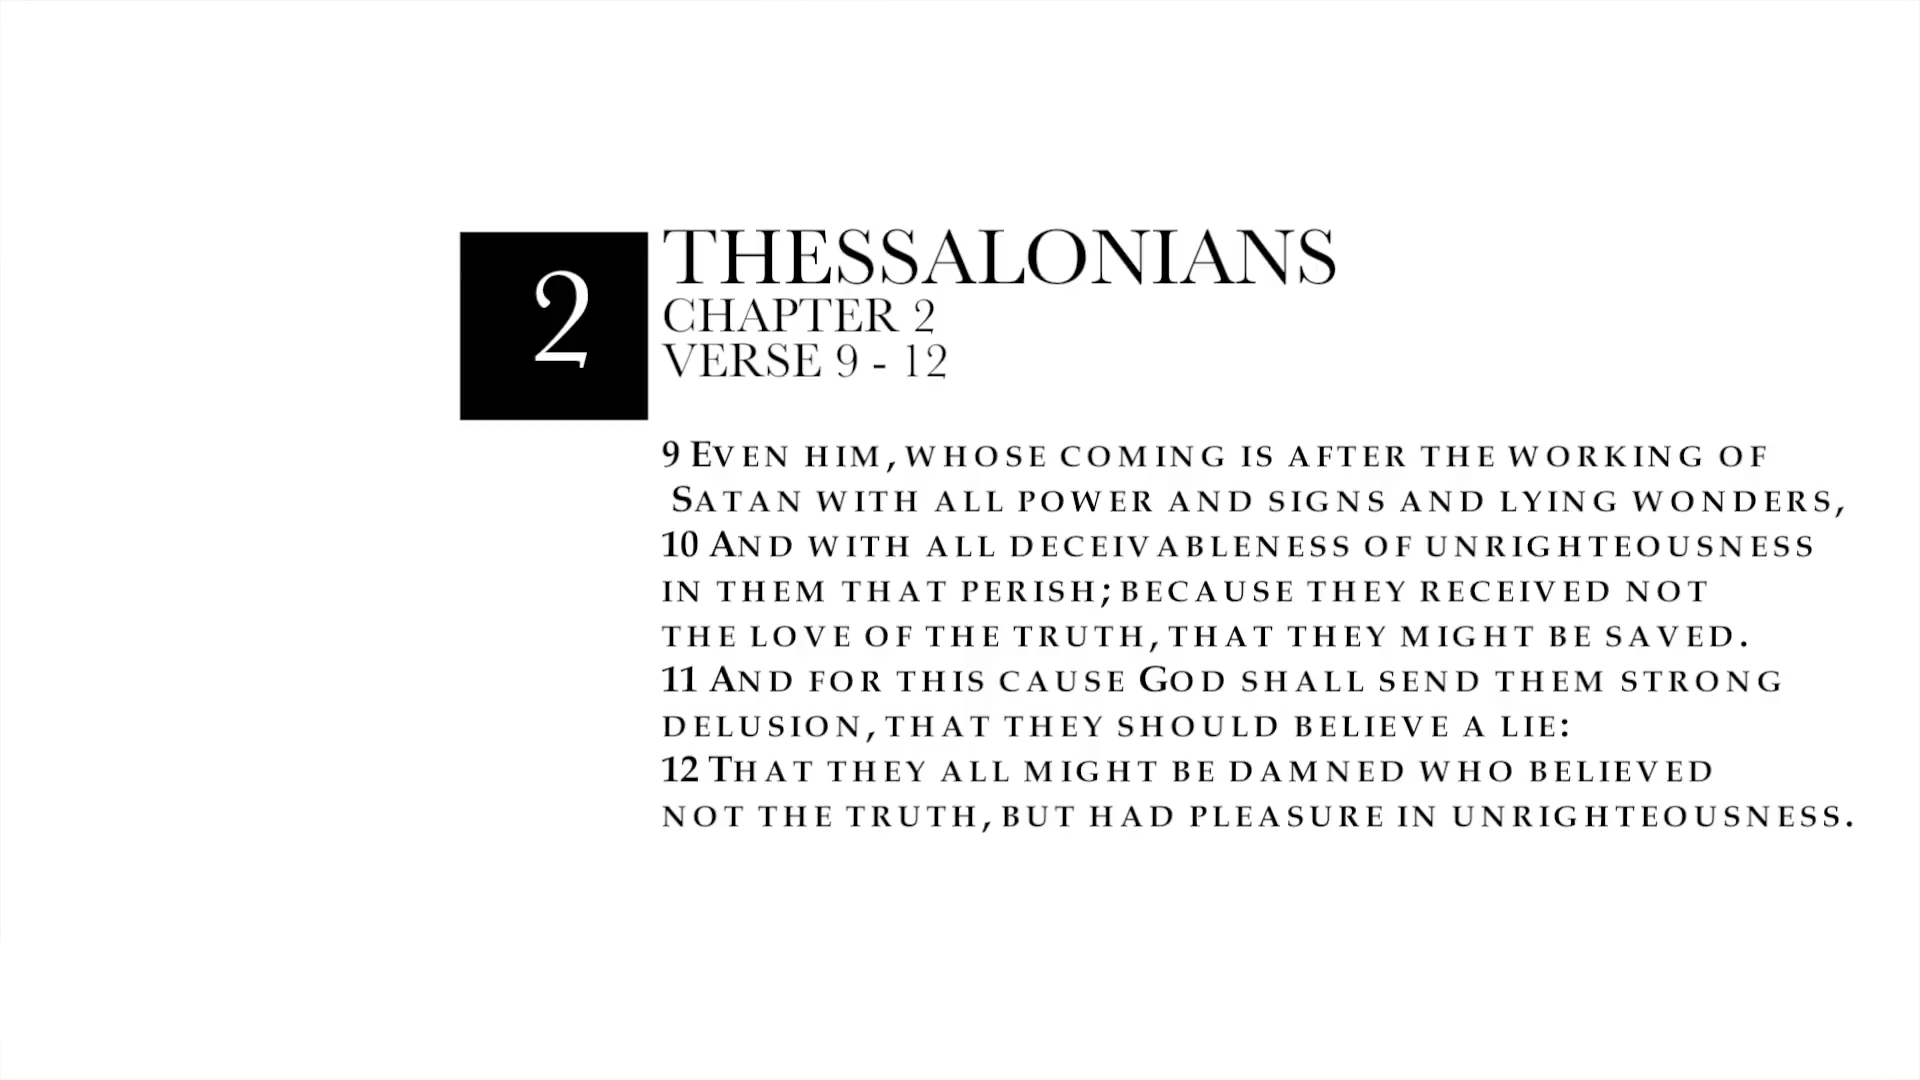 2
THESSALONIANS
CHAPTER 2
VERSE 9 - 12
9 EVEN HIM, WHOSE COMING IS AFTER THE WORKING OF
SATAN WITH ALL POWER AND SIGNS AND LYING WONDERS,
10 AND WITH ALL DECEIVABLENESS OF UNRIGHTEOUSNESS
IN THEM THAT PERISH; BECAUSE THEY RECEIVED NOT
THE LOVE OF THE TRUTH, THAT THEY MIGHT BE SAVED.
11 AND FOR THIS CAUSE GOD SHALL SEND THEM STRONG
DELUSION, THAT THEY SHOULD BELIEVE A LIE:
12 THAT THEY ALL MIGHT BE DAMNED WHO BELIEVED
NOT THE TRUTH, BUT HAD PLEASURE IN UNRIGHTEOUSNESS.